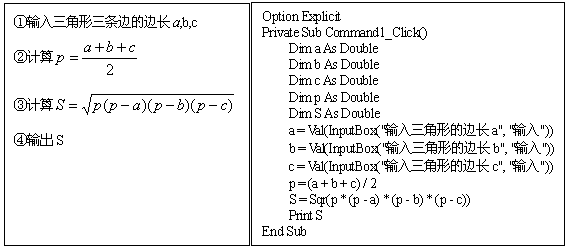 ①输入三角形三条边的边长a,b,c
②计算 p = (a+b+c)/2
③计算 S = √p(p−a)(p−b)(p−c)
④输出 S
Option Explicit
Private Sub Command1_Click()
Dim a As Double
Dim b As Double
Dim c As Double
Dim p As Double
Dim S As Double
a = Val(InputBox("输入三角形的边长 a", "输入"))
b = Val(InputBox("输入三角形的边长 b", "输入"))
c = Val(InputBox("输入三角形的边长 c", "输入"))
p = (a + b + c) / 2
S = Sqr(p * (p - a) * (p - b) * (p - c))
Print S
End Sub